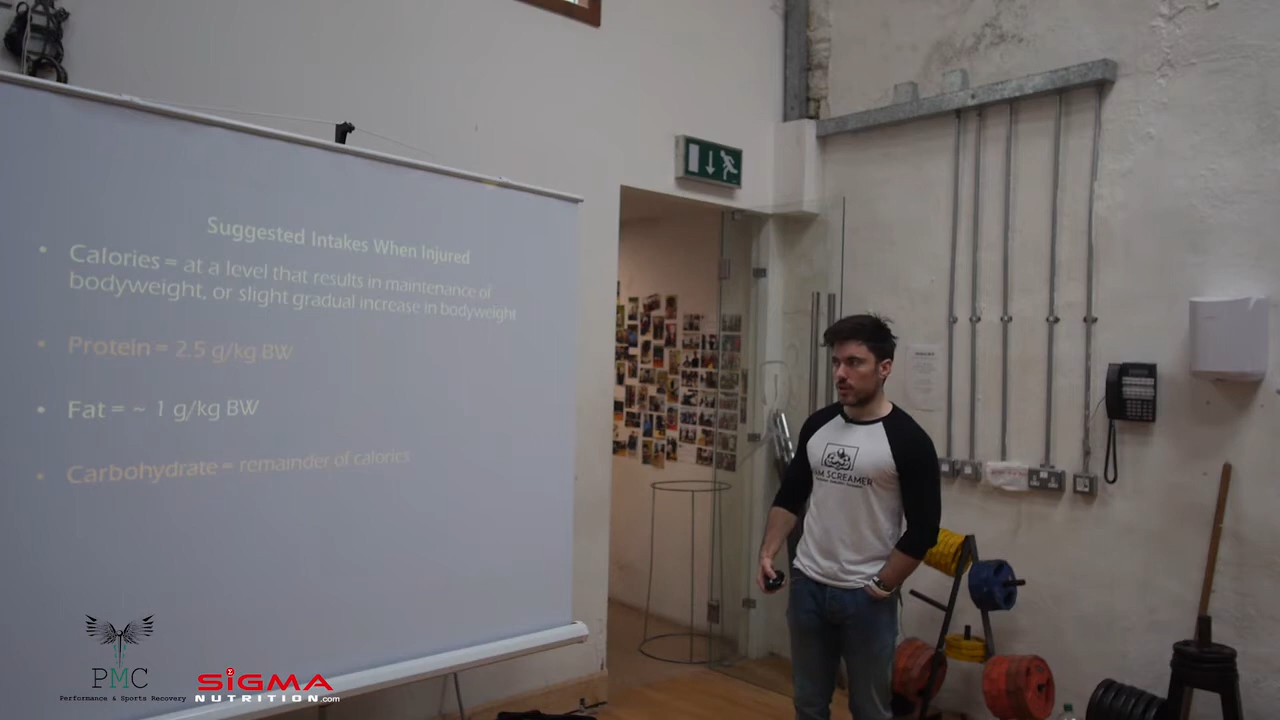 Suggested Intakes When Injured
• Calories = at a level that results in maintenance of
bodyweight, or slight gradual increase in bodyweight
• Protein = 2.5 g/kg BW
• Fat = ~ 1 g/kg BW
• Carbohydrate = remainder of calories
SCREAMER
PMC
Performance & Sports Recovery
SIGMA
NUTRITION.com